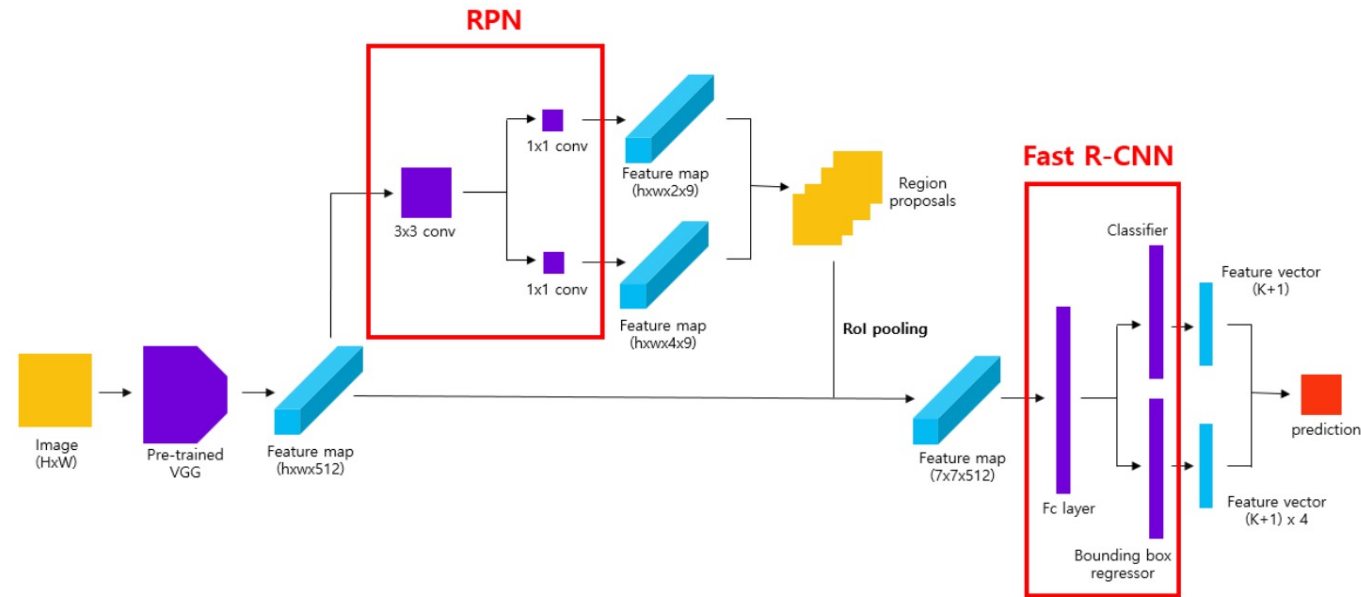 RPN
1x1 conv
3x3 conv
1x1 conv
Feature map
(hxwx2x9)
Feature map
(hxwx4x9)
Region
proposals
RoI pooling
Image
(HxW)
Pre-trained
VGG
Feature map
(hxwx512)
Feature map
(7x7x512)
Fast R-CNN
Classifier
Fc layer
Bounding box
regressor
Feature vector
(K+1)
Feature vector
(K+1) x 4
prediction